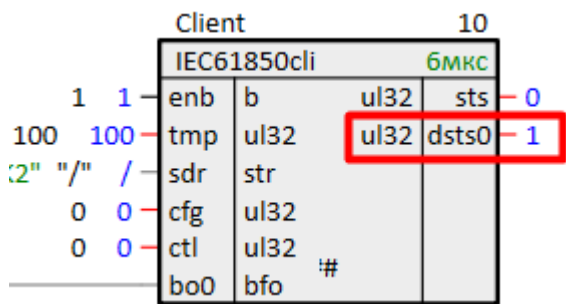 Client 10
IEC61850cli 6мкс
1 1 enb b ul32 sts 0
100 100 tmp ul32 ul32 dsts0 1
2" "/" / sdr str
0 0 cfg ul32
0 0 ctl ul32
#
bo0 bfo